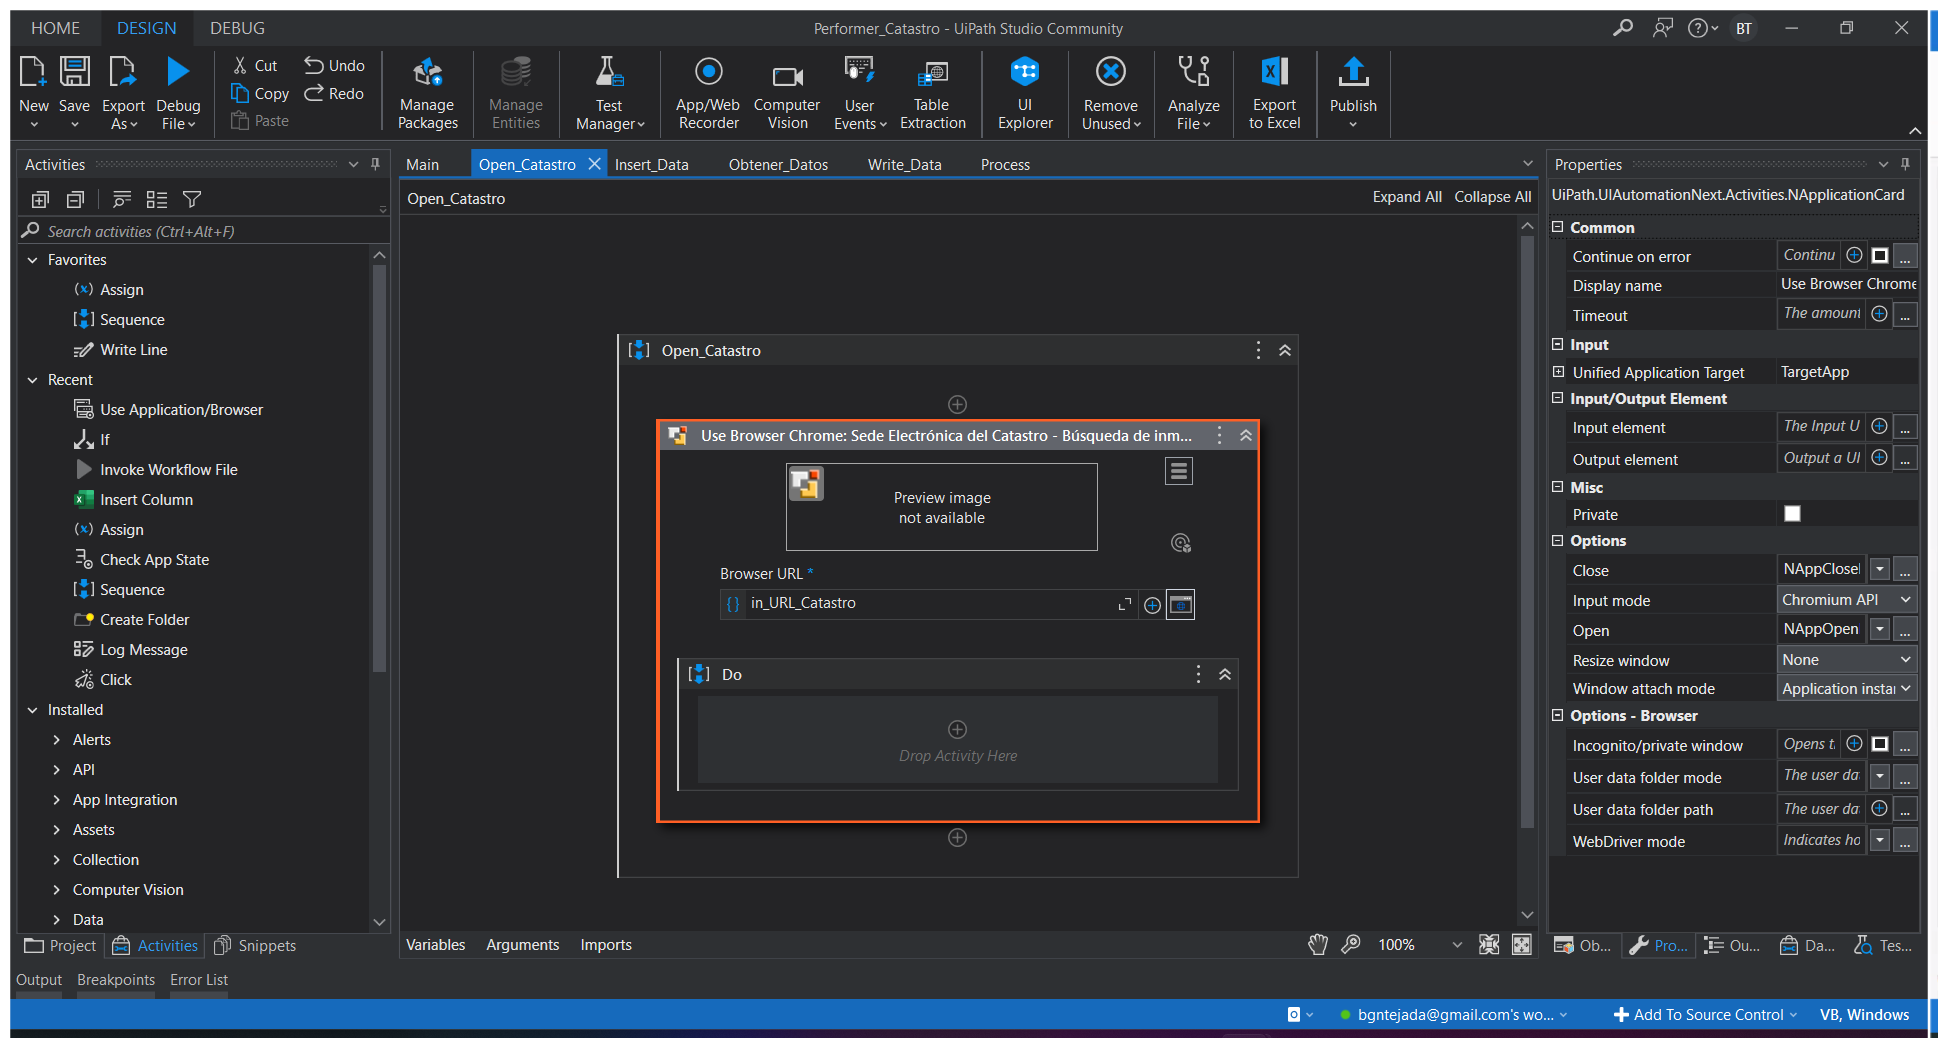 HOME DESIGN DEBUG Performer_Catastro - UiPath Studio Community BT
New Save Export As Debug File Cut Copy Paste Undo Redo Manage Packages Manage Entities Test Manager App/Web Recorder Computer Vision User Events Table Extraction UI Explorer Remove Unused Analyze File Export to Excel Publish
Activities
Search activities (Ctrl+Alt+F)
Favorites
Assign
Sequence
Write Line
Recent
Use Application/Browser
If
Invoke Workflow File
Insert Column
Assign
Check App State
Sequence
Create Folder
Log Message
Click
Installed
Alerts
API
App Integration
Assets
Collection
Computer Vision
Data
Project Activities Snippets
Main Open_Catastro Insert_Data Obtener_Datos Write_Data Process
Open_Catastro Expand All Collapse All
Open_Catastro
Use Browser Chrome: Sede Electrónica del Catastro - Búsqueda de inm...
Preview image
not available
Browser URL *
{} in_URL_Catastro
Do
Drop Activity Here
Variables Arguments Imports 100%
Properties
UiPath.UIAutomationNext.Activities.NApplicationCard
Common
Continue on error Continu ...
Display name Use Browser Chrome
Timeout The amount ...
Input
Unified Application Target TargetApp
Input/Output Element
Input element The Input U ...
Output element Output a UI ...
Misc
Private
Options
Close NAppClose ...
Input mode Chromium API
Open NAppOpen ...
Resize window None
Window attach mode Application instan
Options - Browser
Incognito/private window Opens t ...
User data folder mode The user da ...
User data folder path The user da ...
WebDriver mode Indicates ho ...
Ob... Pro... Ou... Da... Tes...
Output Breakpoints Error List
bgntejada@gmail.com's wo... Add To Source Control VB, Windows